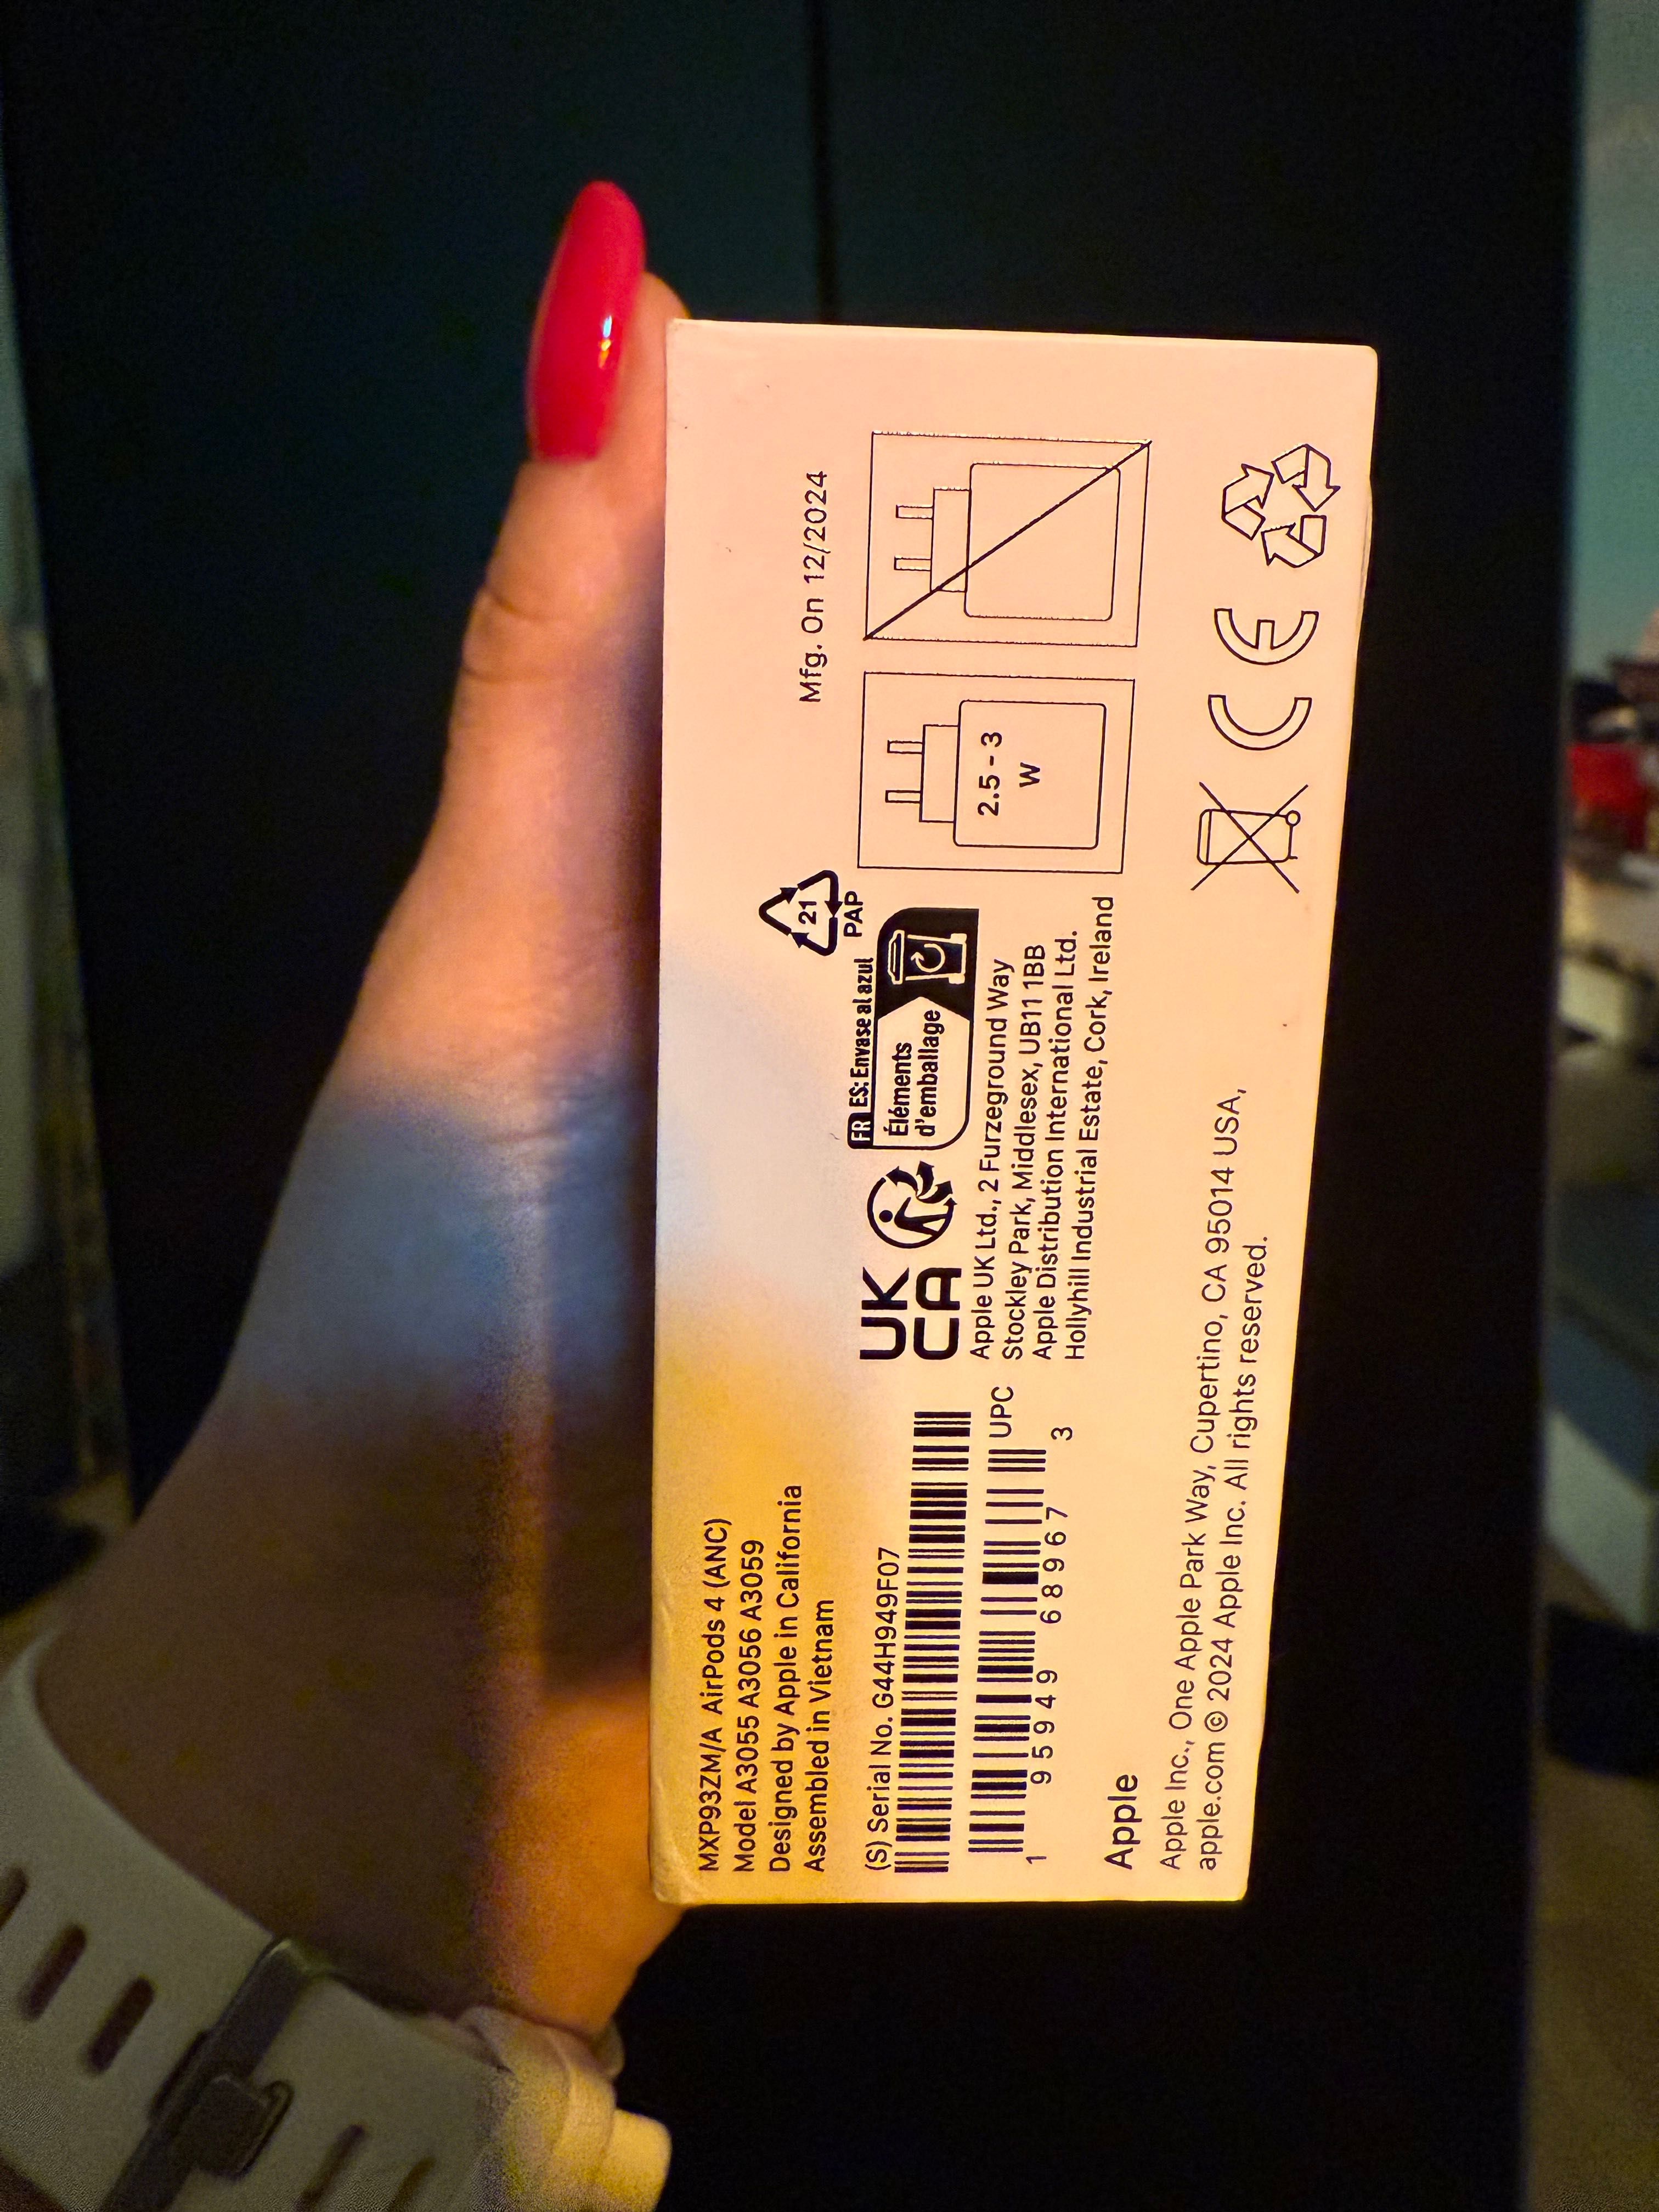 MXP93ZM/A AirPods 4 (ANC)
Model A3055 A3056 A3059
Designed by Apple in California
Assembled in Vietnam
(S) Serial No. G44H949F07
UPC
1 95949 68967 3
Apple
Apple Inc., One Apple Park Way, Cupertino, CA 95014 USA,
apple.com © 2024 Apple Inc. All rights reserved.
UK
CA
FR ES: Envase al azul
Éléments
d'emballage
21
PAP
Apple UK Ltd., 2 Furzeground Way
Stockley Park, Middlesex, UB11 1BB
Apple Distribution International Ltd.
Hollyhill Industrial Estate, Cork, Ireland
Mfg. On 12/2024
2.5 - 3
W
CE